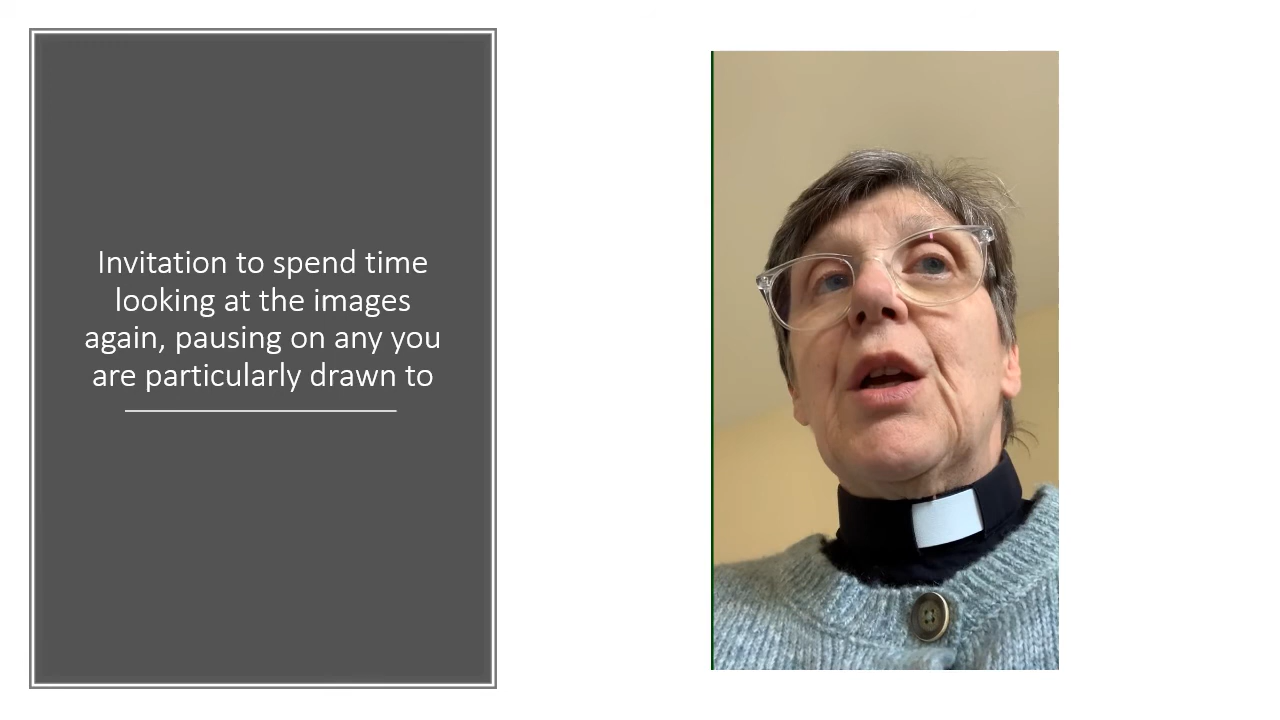 Invitation to spend time
looking at the images
again, pausing on any you
are particularly drawn to